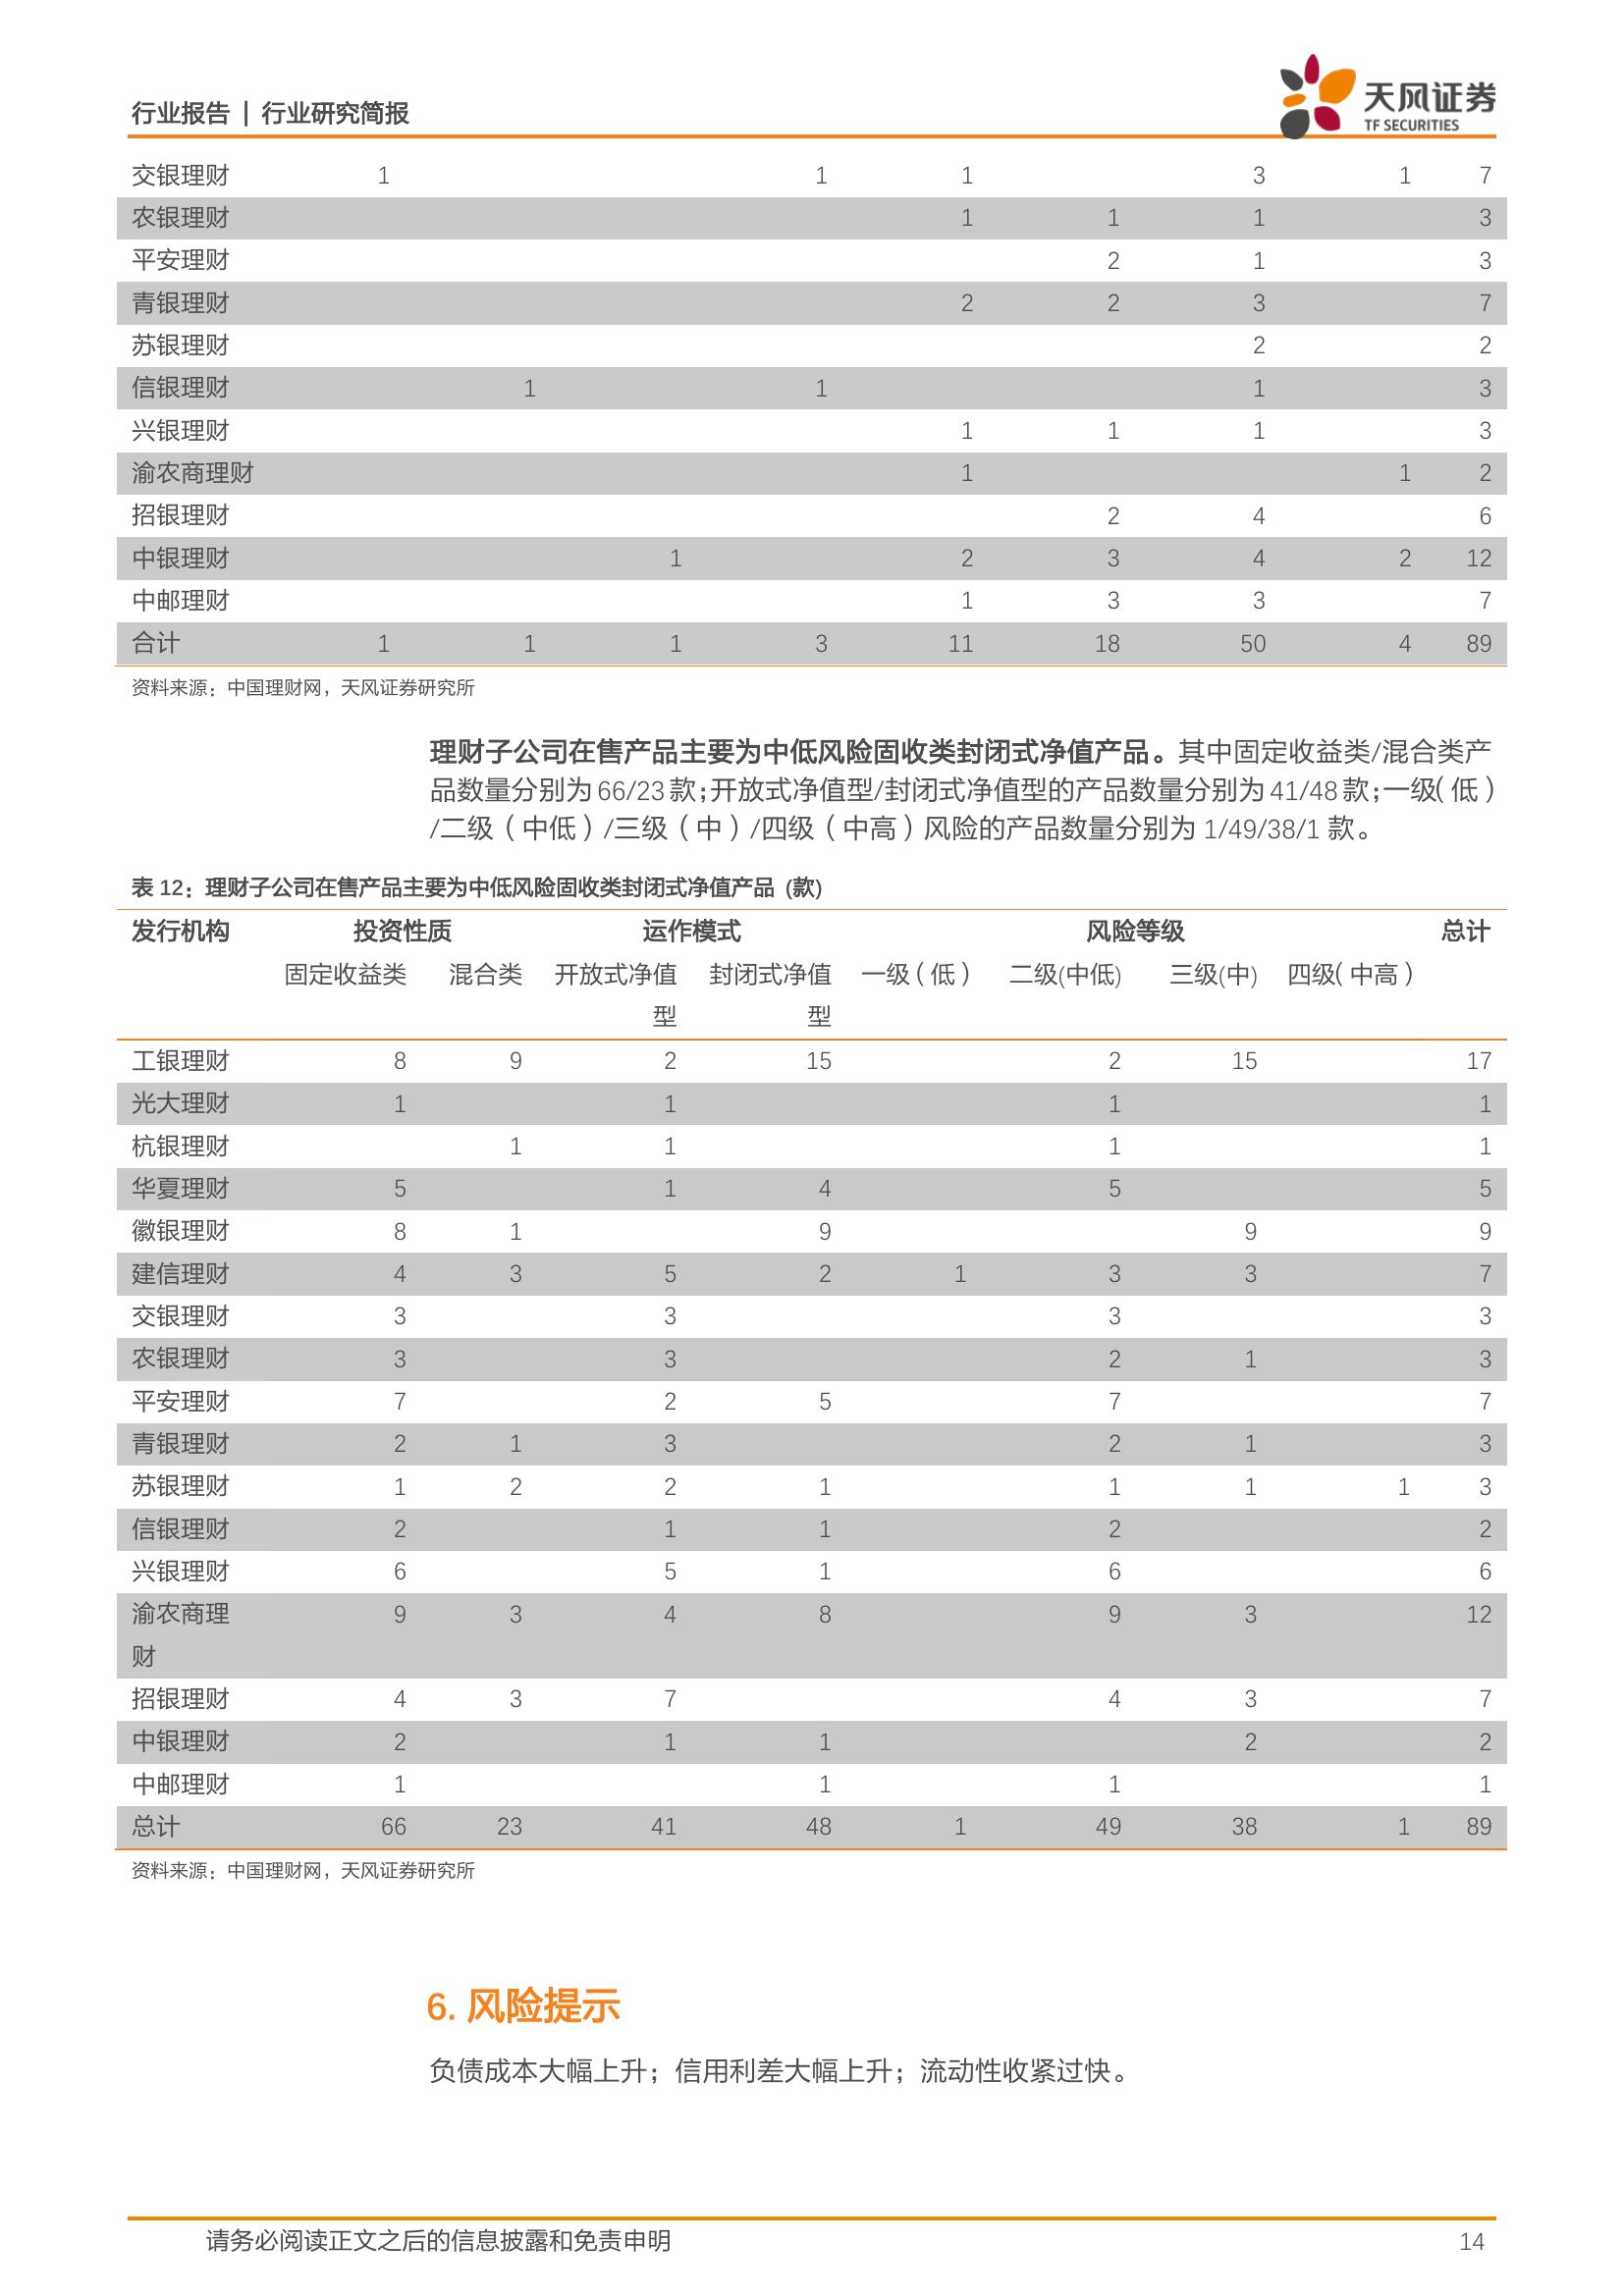 行业报告 | 行业研究简报
天风证券
TF SECURITIES
交银理财 1 1 1 3 1 7
农银理财 1 1 1 3
平安理财 2 1 3
青银理财 2 2 3 7
苏银理财 2 2
信银理财 1 1 1 3
兴银理财 1 1 1 3
渝农商理财 1 1 2
招银理财 2 4 6
中银理财 1 2 3 4 2 12
中邮理财 1 3 3 7
合计 1 1 1 3 11 18 50 4 89
资料来源：中国理财网，天风证券研究所
理财子公司在售产品主要为中低风险固收类封闭式净值产品。其中固定收益类/混合类产
品数量分别为 66/23 款；开放式净值型/封闭式净值型的产品数量分别为 41/48 款；一级（低）
/二级（中低）/三级（中）/四级（中高）风险的产品数量分别为 1/49/38/1 款。
表 12：理财子公司在售产品主要为中低风险固收类封闭式净值产品 (款)
发行机构 投资性质 运作模式 风险等级 总计
固定收益类 混合类 开放式净值 封闭式净值 一级（低） 二级(中低) 三级(中) 四级（中高）
型 型
工银理财 8 9 2 15 2 15 17
光大理财 1 1 1 1
杭银理财 1 1 1 1
华夏理财 5 1 4 5 5
徽银理财 8 1 9 9 9
建信理财 4 3 5 2 1 3 3 7
交银理财 3 3 3 3
农银理财 3 3 2 1 3
平安理财 7 2 5 7 7
青银理财 2 1 3 2 1 3
苏银理财 1 2 2 1 1 1 1 3
信银理财 2 1 1 2 2
兴银理财 6 5 1 6 6
渝农商理 9 3 4 8 9 3 12
财
招银理财 4 3 7 4 3 7
中银理财 2 1 1 2 2
中邮理财 1 1 1 1
总计 66 23 41 48 1 49 38 1 89
资料来源：中国理财网，天风证券研究所
6. 风险提示
负债成本大幅上升；信用利差大幅上升；流动性收紧过快。
请务必阅读正文之后的信息披露和免责申明 14